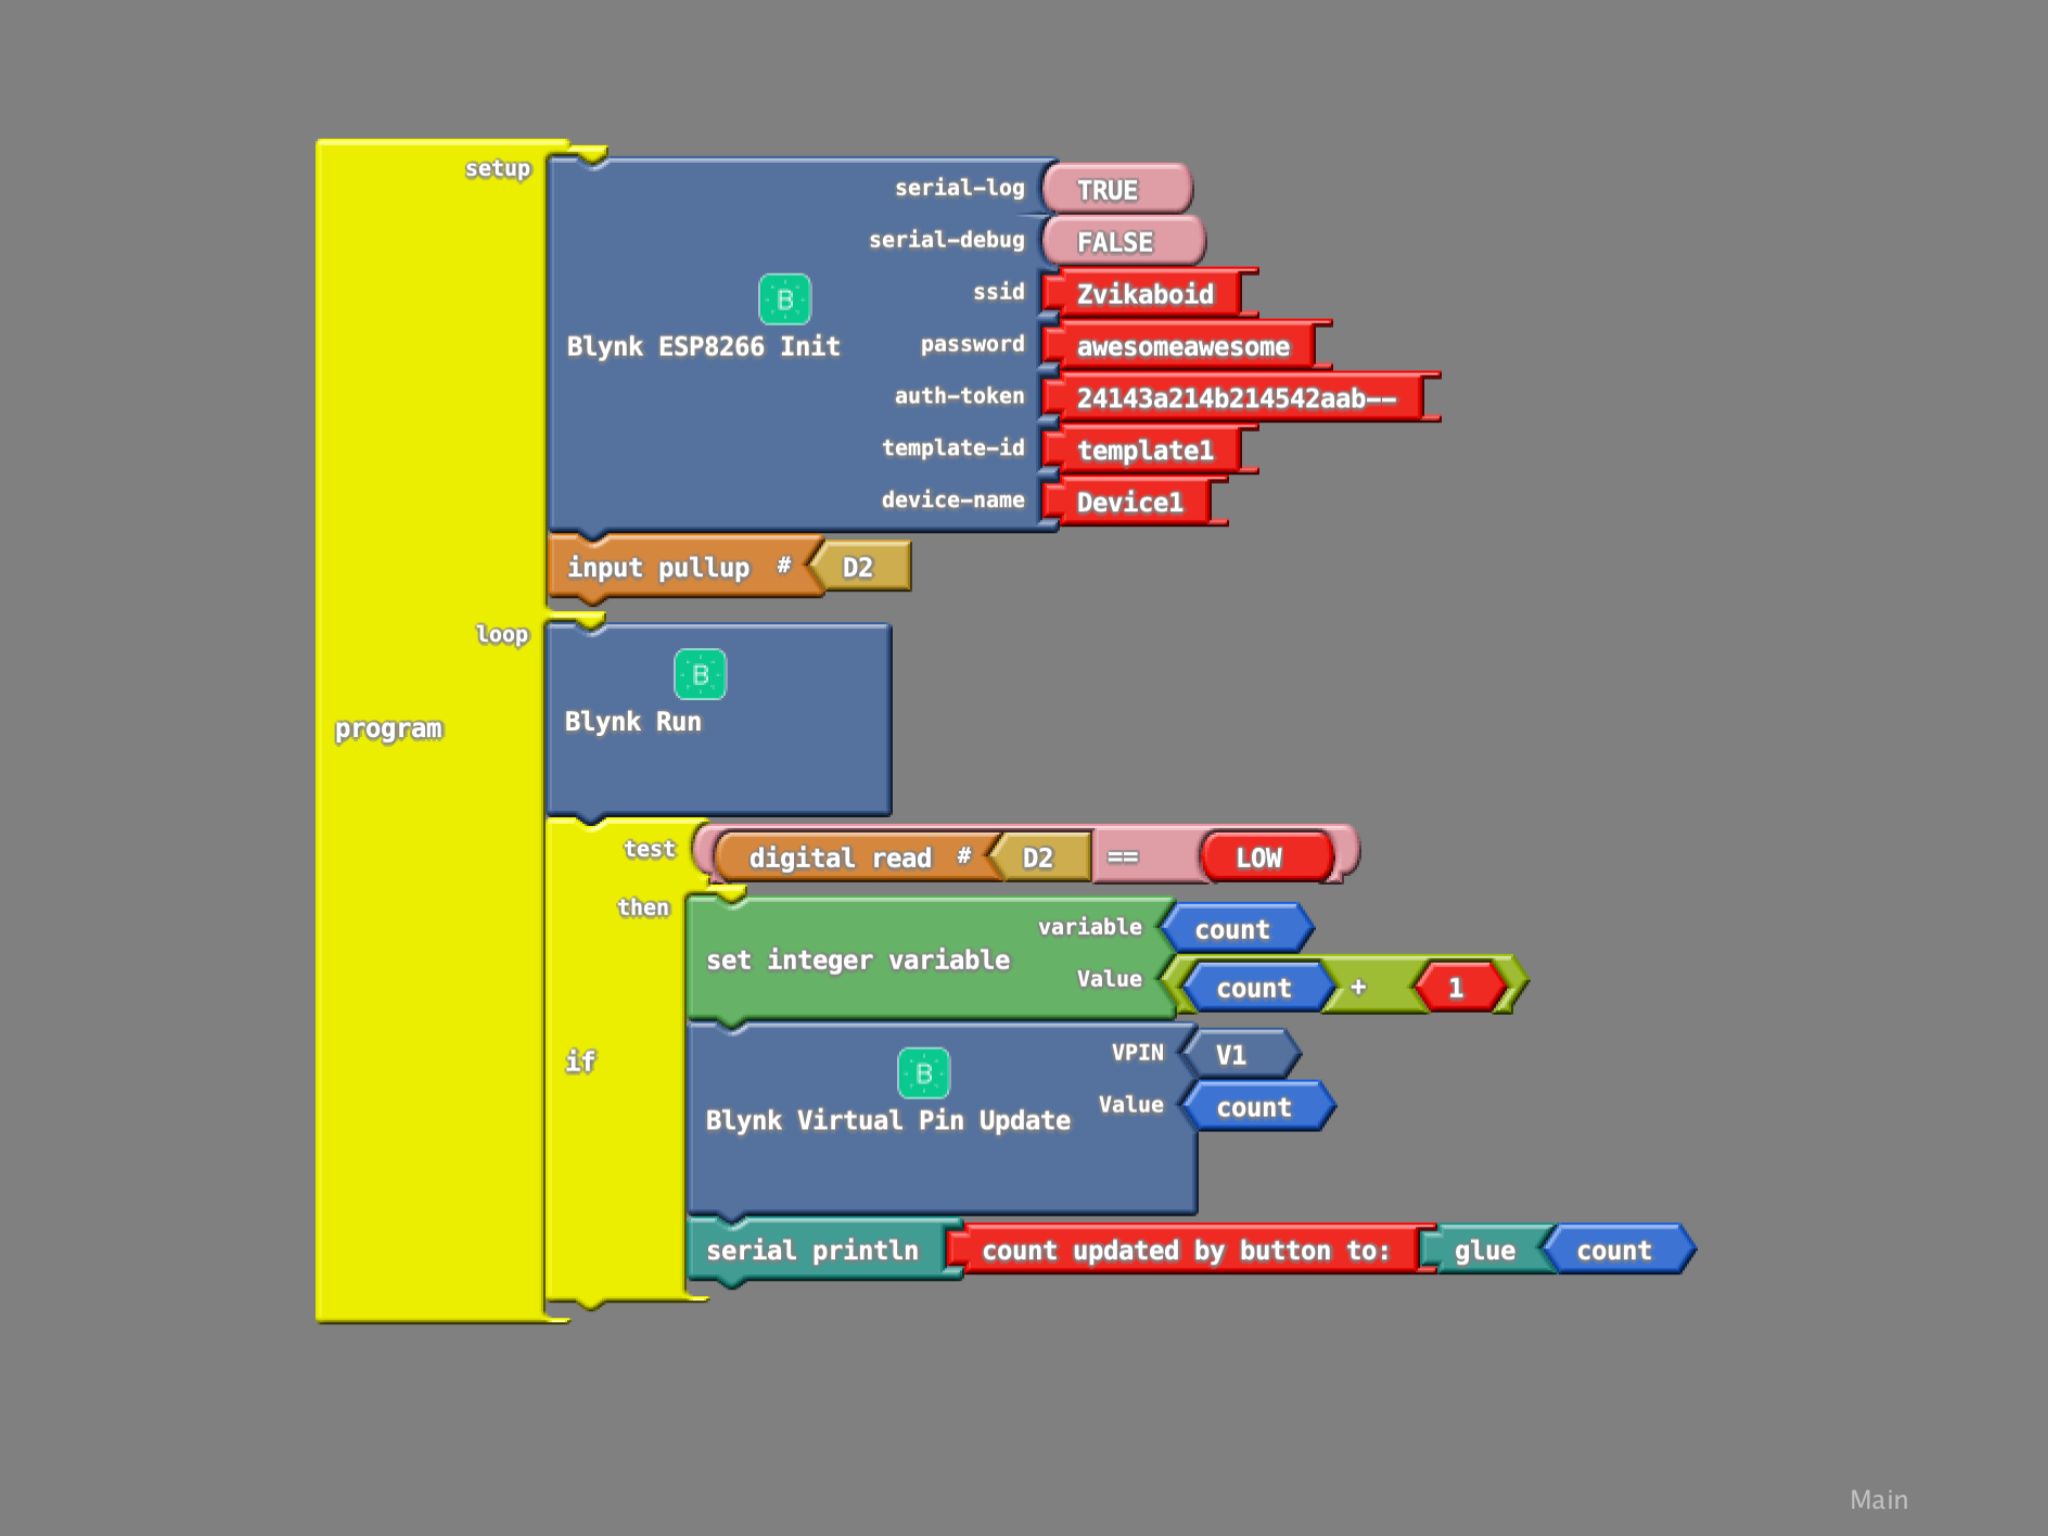 setup
serial-log TRUE
serial-debug FALSE
ssid Zvikaboid
B
Blynk ESP8266 Init
password awesomeawesome
auth-token 24143a214b214542aab--
template-id template1
device-name Device1
input pullup # D2
loop
B
Blynk Run
program
test digital read # D2 == LOW
then
variable count
set integer variable
Value count + 1
if
VPIN V1
B
Blynk Virtual Pin Update
Value count
serial println count updated by button to: glue count
Main